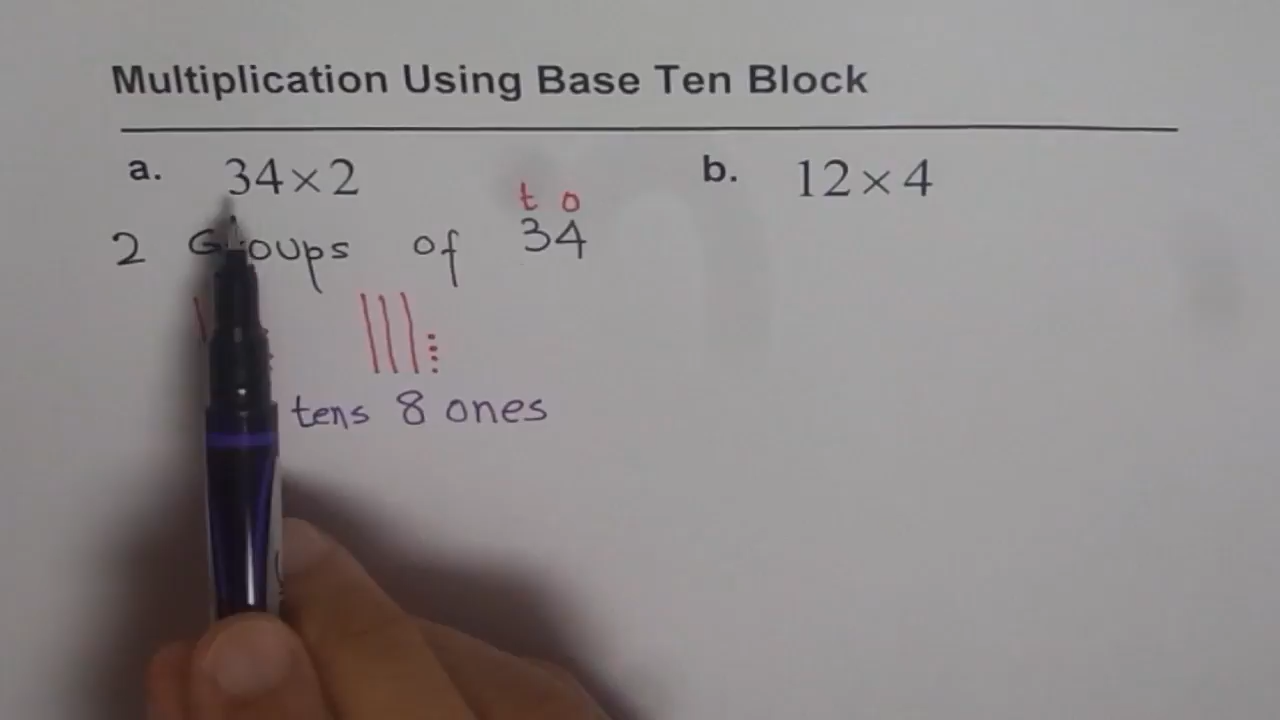 Multiplication Using Base Ten Block
a. 34×2
b. 12×4
t o
2 Groups of 34
tens 8 ones